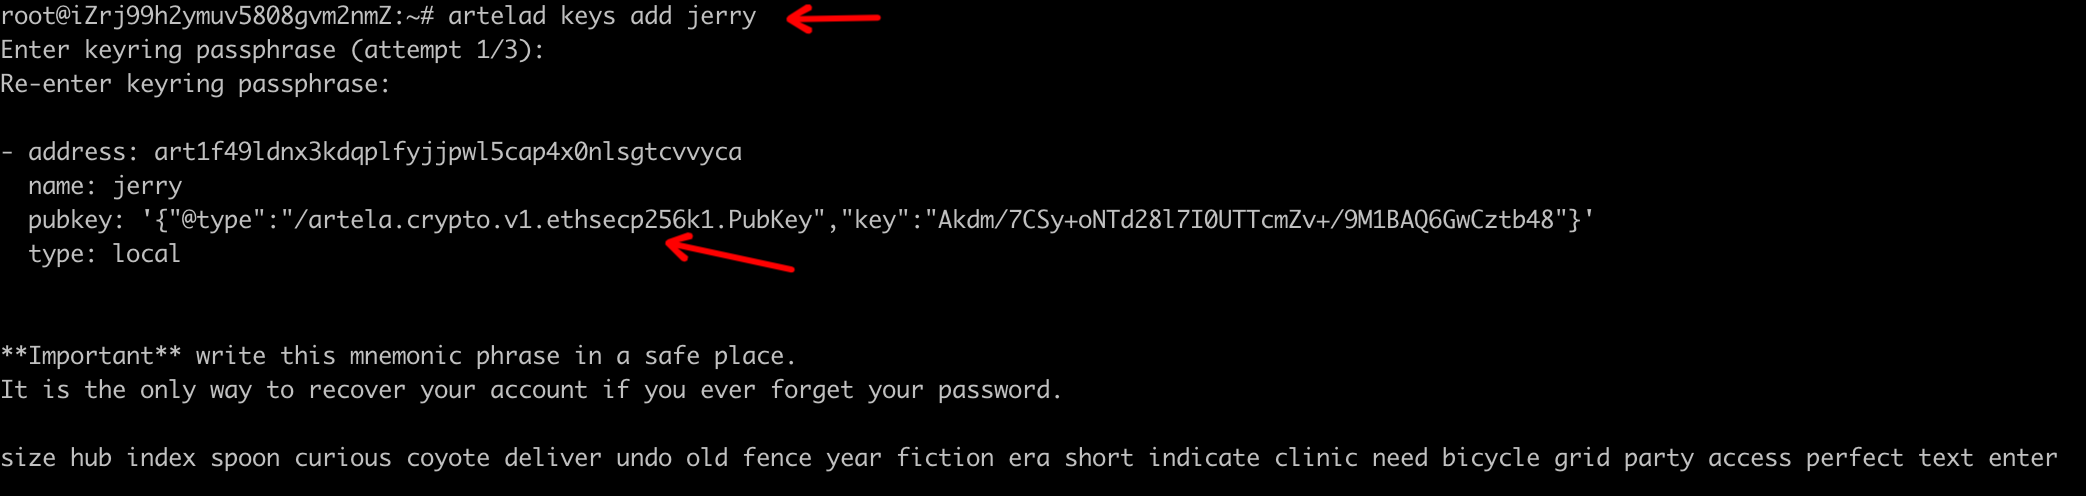 root@iZrj99h2ymuv5808gvm2nmZ:~# artelad keys add jerry
Enter keyring passphrase (attempt 1/3):
Re-enter keyring passphrase:
- address: art1f49ldnx3kdqplfyjjpwl5cap4x0nlsgtcvvyca
name: jerry
pubkey: '{"@type":"/artela.crypto.v1.ethsecp256k1.PubKey","key":"Akdm/7CSy+oNTd28l7I0UTTcmZv+/9M1BAQ6GwCztb48"}'
type: local
**Important** write this mnemonic phrase in a safe place.
It is the only way to recover your account if you ever forget your password.
size hub index spoon curious coyote deliver undo old fence year fiction era short indicate clinic need bicycle grid party access perfect text enter